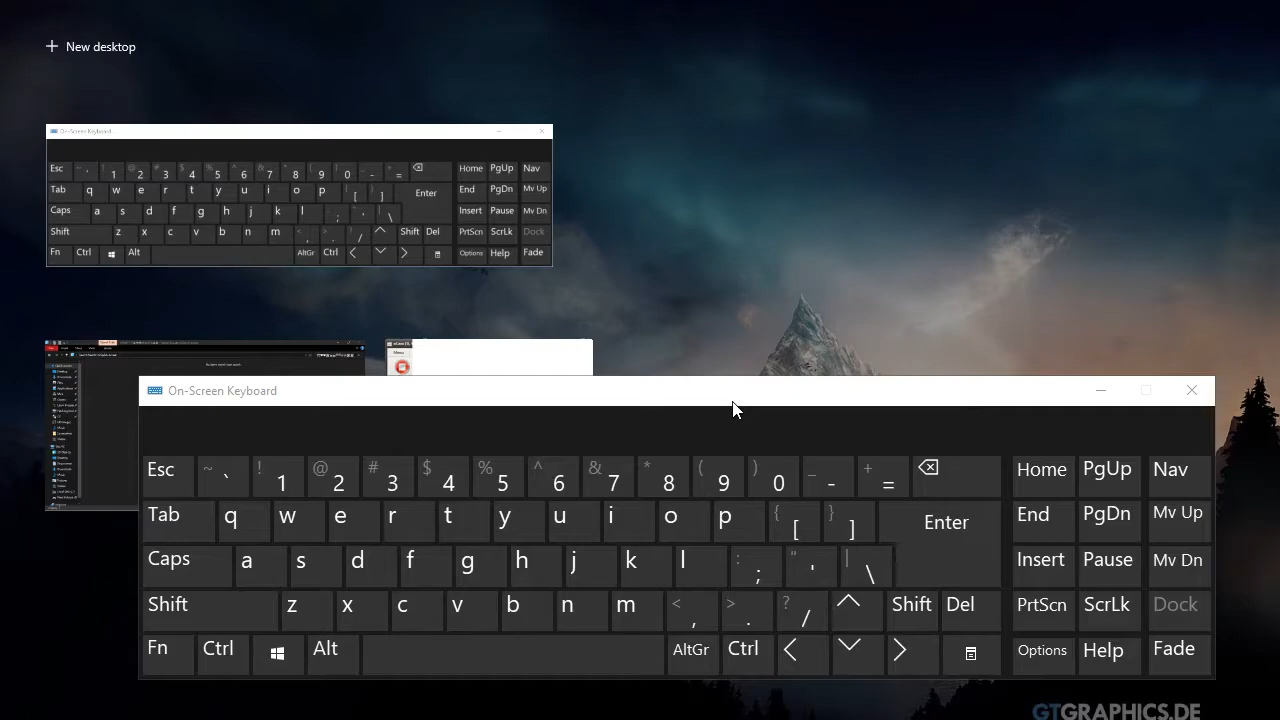 New desktop
On-Screen Keyboard
Esc ~ ` ! 1 @ 2 # 3 $ 4 % 5 ^ 6 & 7 * 8 ( 9 ) 0 _ - + = Home PgUp Nav
Tab q w e r t y u i o p { [ } ] Enter End PgDn Mv Up
Caps a s d f g h j k l : ; " ' | \ Insert Pause Mv Dn
Shift z x c v b n m < , > . ? / Shift Del PrtScn ScrLk Dock
Fn Ctrl Alt AltGr Ctrl Options Help Fade
Menu
On-Screen Keyboard
Esc ~ ` ! 1 @ 2 # 3 $ 4 % 5 ^ 6 & 7 * 8 ( 9 ) 0 _ - + = Home PgUp Nav
Tab q w e r t y u i o p { [ } ] Enter End PgDn Mv Up
Caps a s d f g h j k l : ; " ' | \ Insert Pause Mv Dn
Shift z x c v b n m < , > . ? / Shift Del PrtScn ScrLk Dock
Fn Ctrl Alt AltGr Ctrl Options Help Fade
GTGRAPHICS.DE